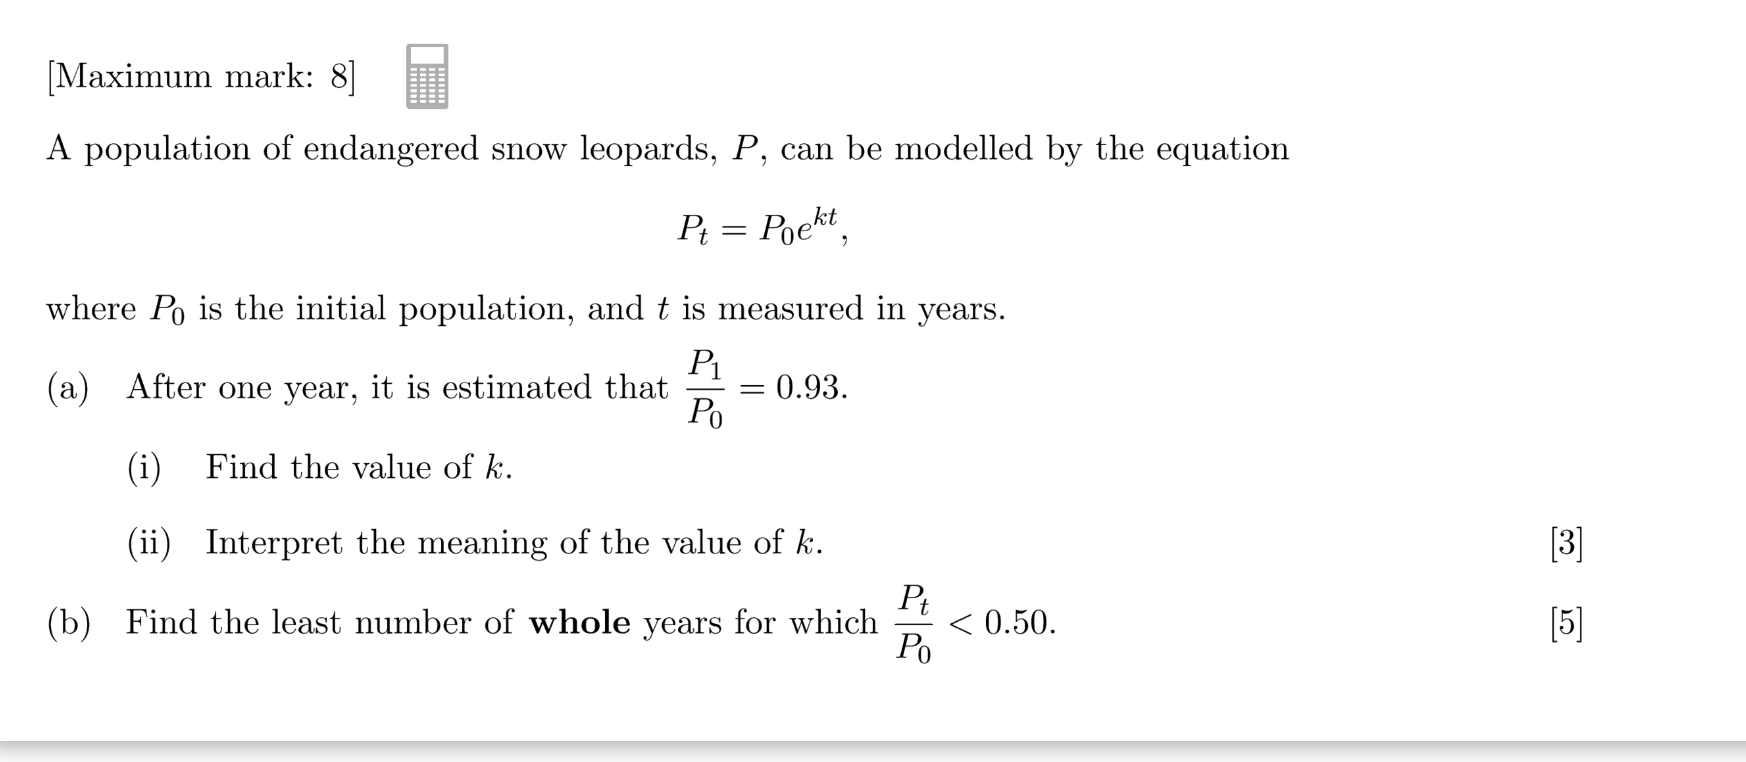 [Maximum mark: 8]
A population of endangered snow leopards, P, can be modelled by the equation
P_t = P_0 e^{kt},
where P_0 is the initial population, and t is measured in years.
(a) After one year, it is estimated that \frac{P_1}{P_0} = 0.93.
(i) Find the value of k.
(ii) Interpret the meaning of the value of k. [3]
(b) Find the least number of whole years for which \frac{P_t}{P_0} < 0.50. [5]